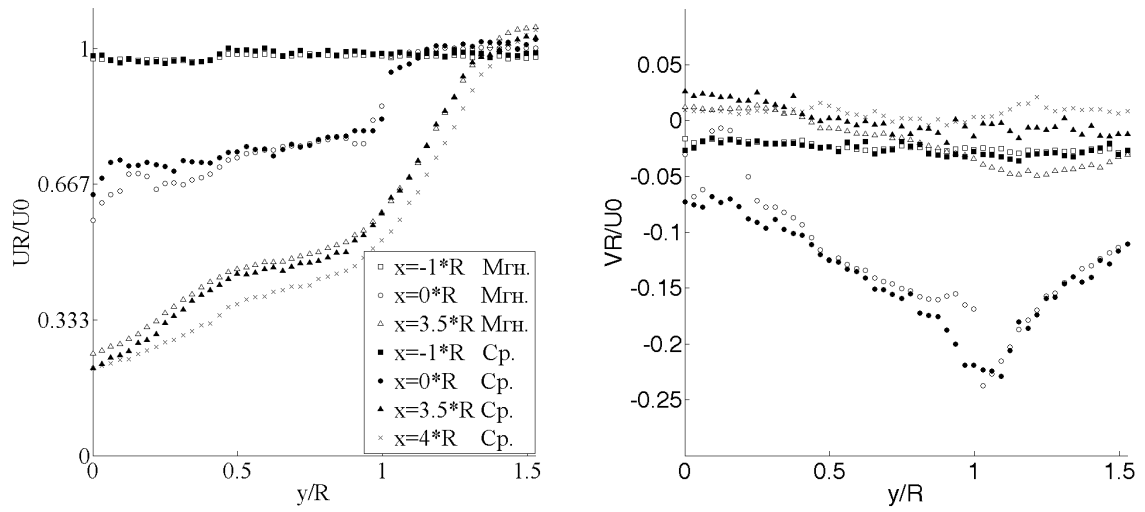 1
0.667
0.333
0
UR/U0
0
0.5
1
1.5
y/R
x=-1*R Мгн.
x=0*R Мгн.
x=3.5*R Мгн.
x=-1*R Ср.
x=0*R Ср.
x=3.5*R Ср.
x=4*R Ср.
0.05
0
-0.05
-0.1
-0.15
-0.2
-0.25
VR/U0
0
0.5
1
1.5
y/R